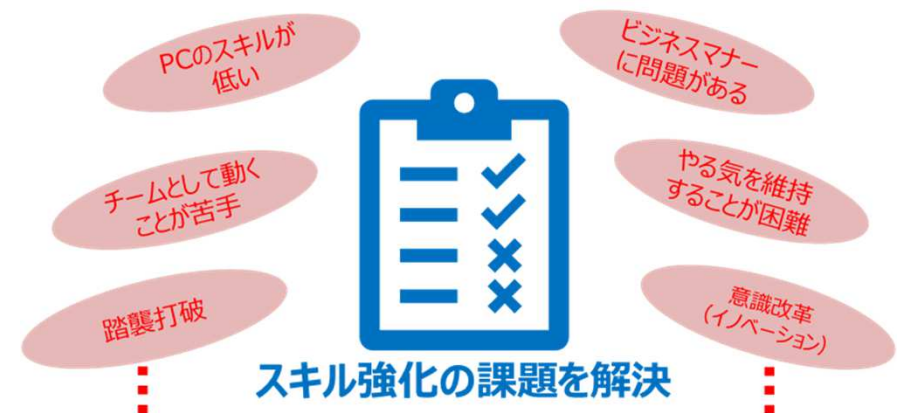 PCのスキルが
低い
ビジネスマナー
に問題がある
チームとして動く
ことが苦手
やる気を維持
することが困難
踏襲打破
意識改革
(イノベーション)
スキル強化の課題を解決